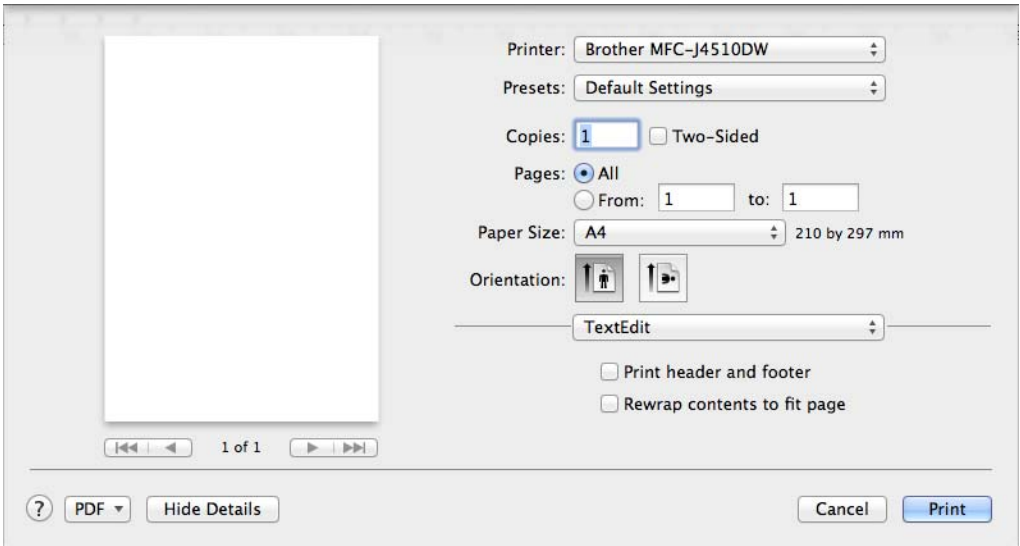 Printer: Brother MFC-J4510DW
Presets: Default Settings
Copies: 1 Two-Sided
Pages: All
From: 1 to: 1
Paper Size: A4 210 by 297 mm
Orientation:
TextEdit
Print header and footer
Rewrap contents to fit page
1 of 1
? PDF Hide Details Cancel Print